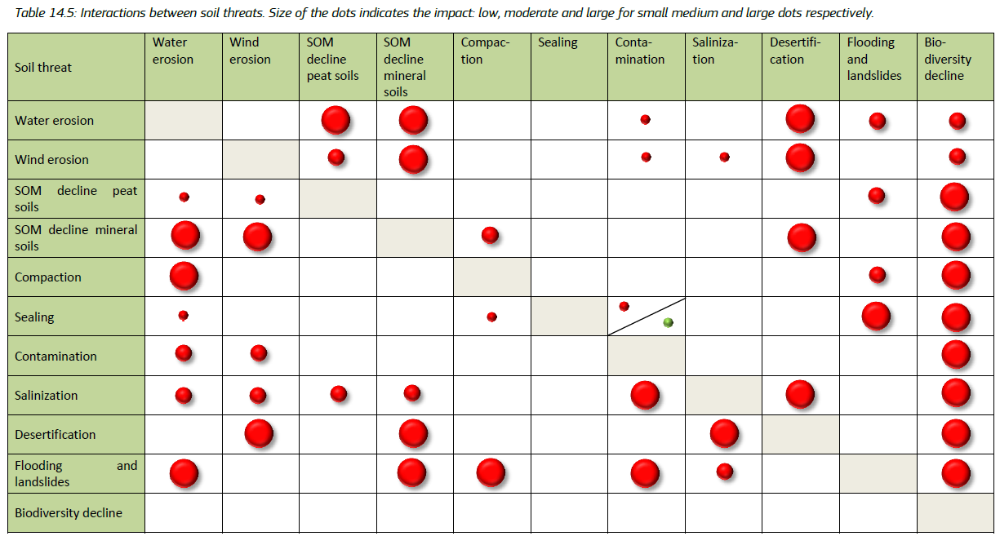 Table 14.5: Interactions between soil threats. Size of the dots indicates the impact: low, moderate and large for small medium and large dots respectively.
Soil threat
Water
erosion
Wind
erosion
SOM
decline
peat soils
SOM
decline
mineral
soils
Compac-
tion
Sealing
Conta-
mination
Saliniza-
tion
Desertifi-
cation
Flooding
and
landslides
Bio-
diversity
decline
Water erosion
Wind erosion
SOM decline peat
soils
SOM decline mineral
soils
Compaction
Sealing
Contamination
Salinization
Desertification
Flooding and
landslides
Biodiversity decline